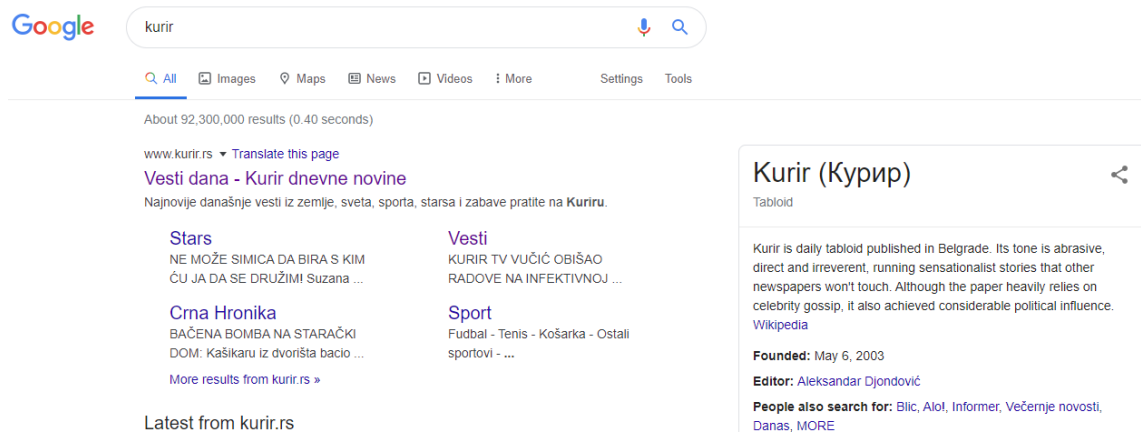 Google
kurir
All Images Maps News Videos More Settings Tools
About 92,300,000 results (0.40 seconds)
www.kurir.rs Translate this page
Vesti dana - Kurir dnevne novine
Najnovije današnje vesti iz zemlje, sveta, sporta, starsa i zabave pratite na Kuriru.
Stars
NE MOŽE SIMICA DA BIRA S KIM
ĆU JA DA SE DRUŽIM! Suzana ...
Vesti
KURIR TV VUČIĆ OBIŠAO
RADOVE NA INFEKTIVNOJ ...
Crna Hronika
BAČENA BOMBA NA STARAČKI
DOM: Kašikaru iz dvorišta bacio ...
Sport
Fudbal - Tenis - Košarka - Ostali
sportovi - ...
More results from kurir.rs »
Latest from kurir.rs
Kurir (Курир)
Tabloid
Kurir is daily tabloid published in Belgrade. Its tone is abrasive,
direct and irreverent, running sensationalist stories that other
newspapers won't touch. Although the paper heavily relies on
celebrity gossip, it also achieved considerable political influence.
Wikipedia
Founded: May 6, 2003
Editor: Aleksandar Djondović
People also search for: Blic, Alo!, Informer, Večernje novosti,
Danas, MORE